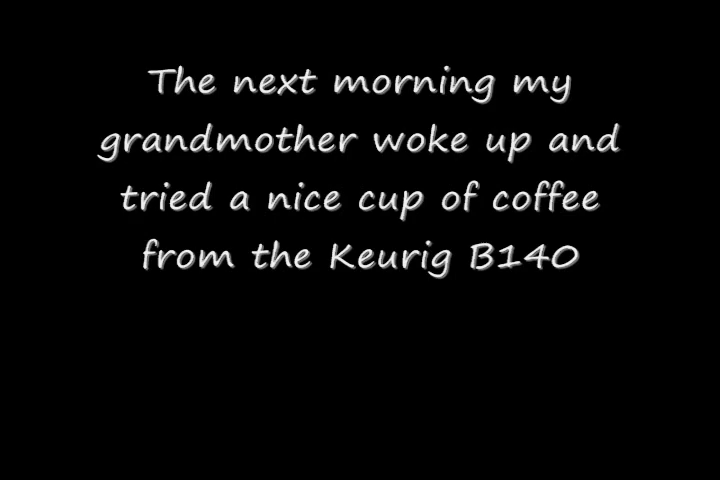 The next morning my
grandmother woke up and
tried a nice cup of coffee
from the Keurig B140